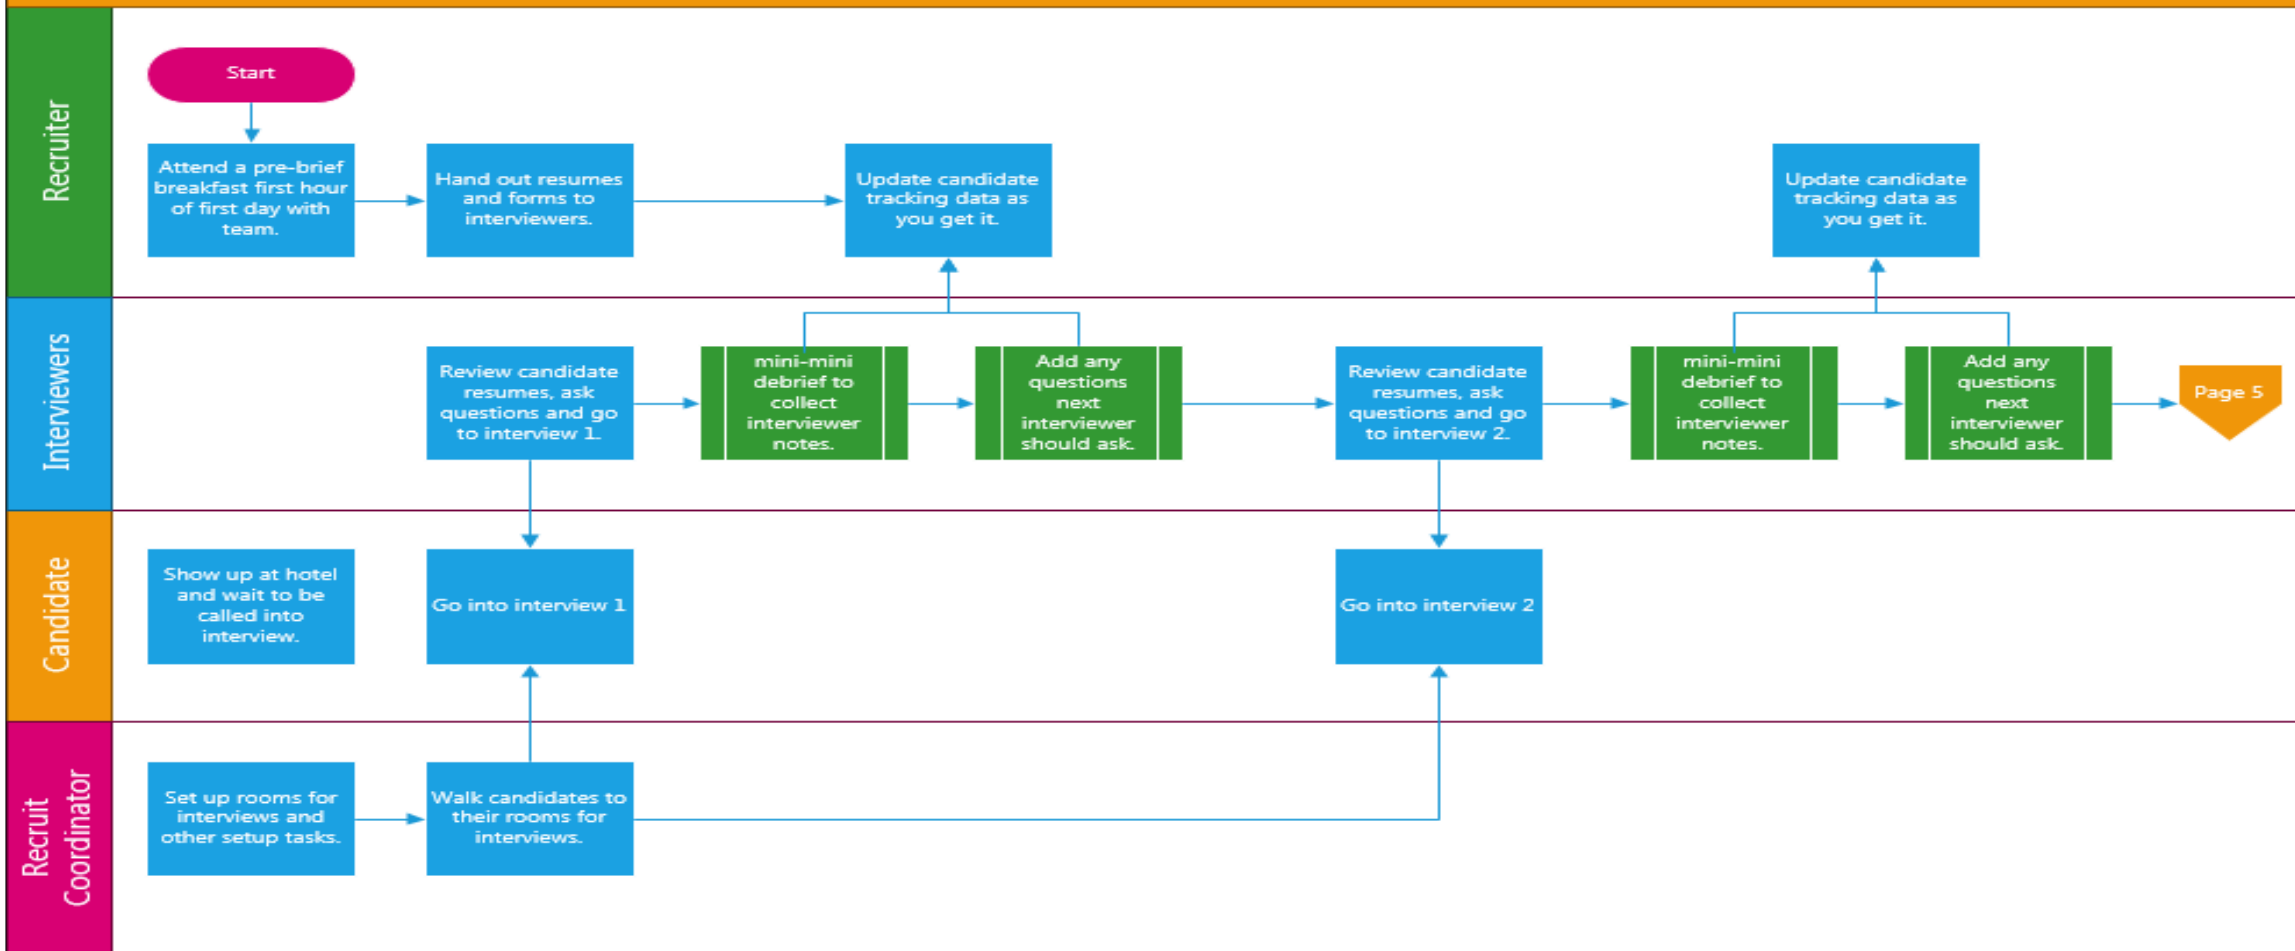 Recruiter
Start
Attend a pre-brief
breakfast first hour
of first day with
team.
Hand out resumes
and forms to
interviewers.
Update candidate
tracking data as
you get it.
Update candidate
tracking data as
you get it.
Interviewers
Review candidate
resumes, ask
questions and go
to interview 1.
mini-mini
debrief to
collect
interviewer
notes.
Add any
questions
next
interviewer
should ask.
Review candidate
resumes, ask
questions and go
to interview 2.
mini-mini
debrief to
collect
interviewer
notes.
Add any
questions
next
interviewer
should ask.
Page 5
Candidate
Show up at hotel
and wait to be
called into
interview.
Go into interview 1
Go into interview 2
Recruit
Coordinator
Set up rooms for
interviews and
other setup tasks.
Walk candidates to
their rooms for
interviews.